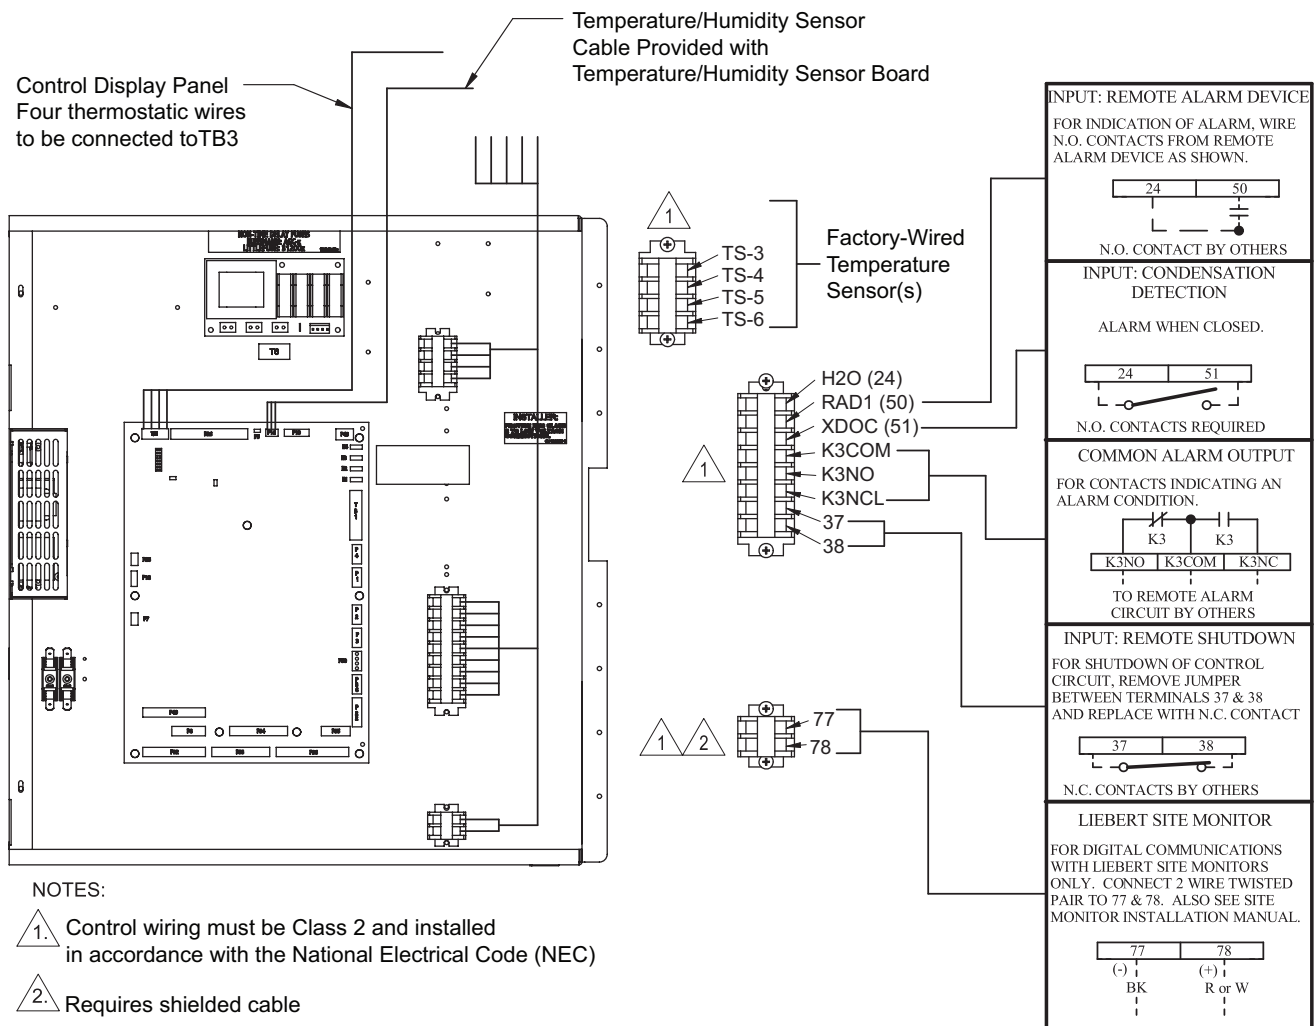 Temperature/Humidity Sensor
Cable Provided with
Temperature/Humidity Sensor Board
Control Display Panel
Four thermostatic wires
to be connected toTB3
1
TS-3
TS-4
TS-5
TS-6
Factory-Wired
Temperature
Sensor(s)
T6
INSTALLER:
1
H2O (24)
RAD1 (50)
XDOC (51)
K3COM
K3NO
K3NCL
37
38
1
2
77
78
INPUT: REMOTE ALARM DEVICE
FOR INDICATION OF ALARM, WIRE
N.O. CONTACTS FROM REMOTE
ALARM DEVICE AS SHOWN.
24 50
N.O. CONTACT BY OTHERS
INPUT: CONDENSATION
DETECTION
ALARM WHEN CLOSED.
24 51
N.O. CONTACTS REQUIRED
COMMON ALARM OUTPUT
FOR CONTACTS INDICATING AN
ALARM CONDITION.
K3 K3
K3NO K3COM K3NC
TO REMOTE ALARM
CIRCUIT BY OTHERS
INPUT: REMOTE SHUTDOWN
FOR SHUTDOWN OF CONTROL
CIRCUIT, REMOVE JUMPER
BETWEEN TERMINALS 37 & 38
AND REPLACE WITH N.C. CONTACT
37 38
N.C. CONTACTS BY OTHERS
LIEBERT SITE MONITOR
FOR DIGITAL COMMUNICATIONS
WITH LIEBERT SITE MONITORS
ONLY. CONNECT 2 WIRE TWISTED
PAIR TO 77 & 78. ALSO SEE SITE
MONITOR INSTALLATION MANUAL.
77 78
(-) (+)
BK R or W
NOTES:
1. Control wiring must be Class 2 and installed
in accordance with the National Electrical Code (NEC)
2. Requires shielded cable